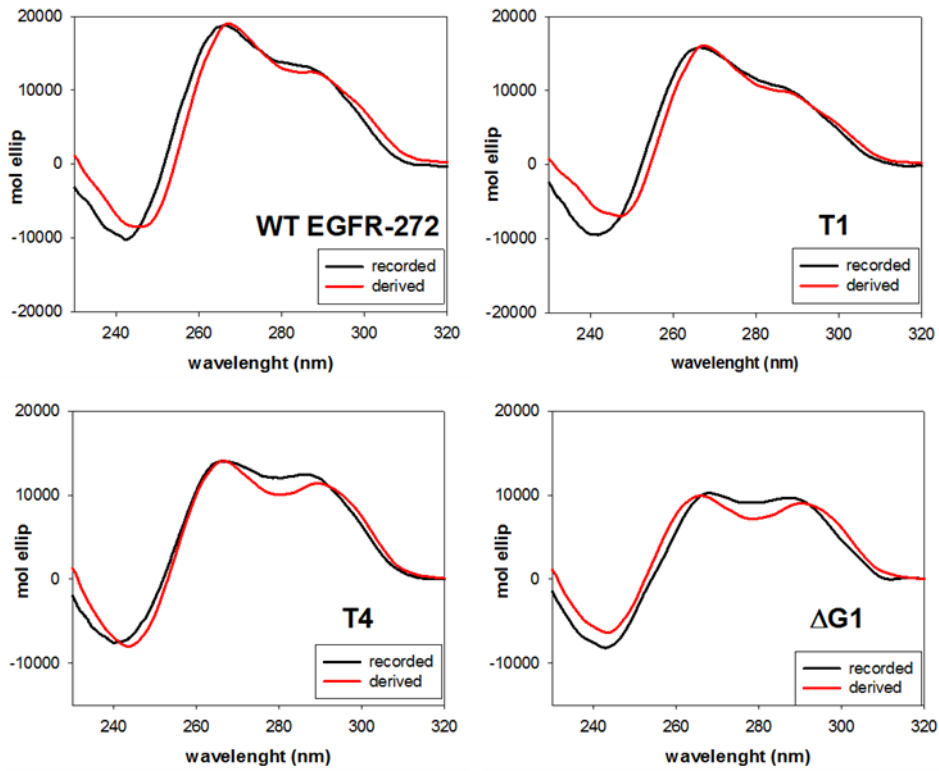 20000
10000
0
-10000
-20000
mol ellip
240 260 280 300 320
wavelenght (nm)
WT EGFR-272
recorded
derived
20000
10000
0
-10000
-20000
mol ellip
240 260 280 300 320
wavelenght (nm)
T1
recorded
derived
20000
10000
0
-10000
mol ellip
240 260 280 300 320
wavelenght (nm)
T4
recorded
derived
20000
10000
0
-10000
mol ellip
240 260 280 300 320
wavelenght (nm)
ΔG1
recorded
derived